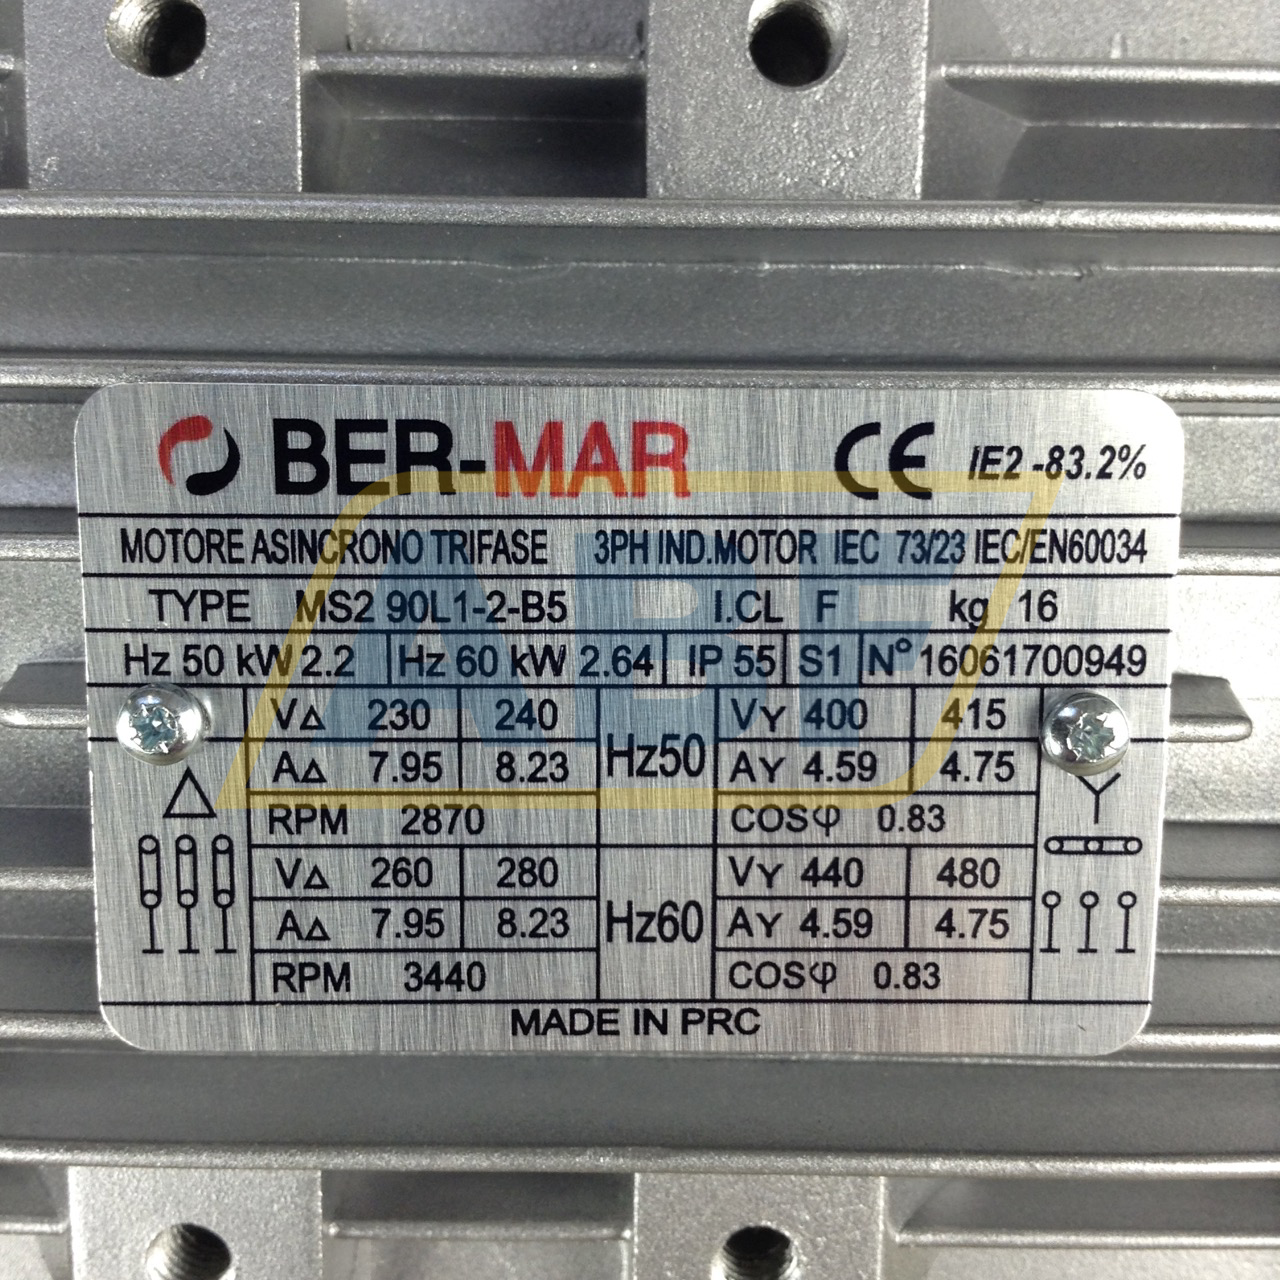 BER-MAR CE IE2 -83.2%
MOTORE ASINCRONO TRIFASE 3PH IND.MOTOR IEC 73/23 IEC/EN60034
TYPE MS2 90L1-2-B5 I.CL F kg 16
Hz 50 kW 2.2 Hz 60 kW 2.64 IP 55 S1 N° 16061700949
V△ 230 240 Hz50 VY 400 415
A△ 7.95 8.23 AY 4.59 4.75
RPM 2870 COSφ 0.83
V△ 260 280 Hz60 VY 440 480
A△ 7.95 8.23 AY 4.59 4.75
RPM 3440 COSφ 0.83
MADE IN PRC
ABF